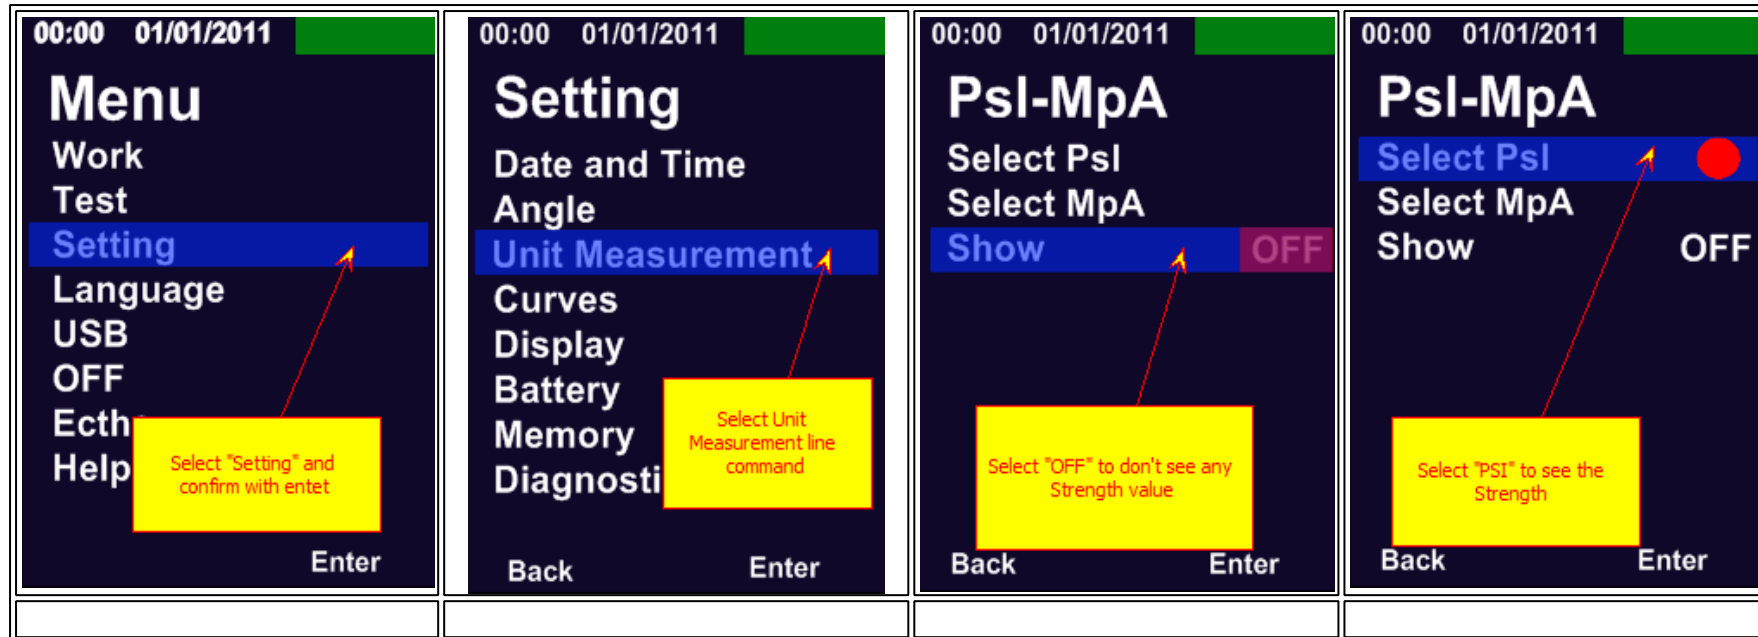 00:00 01/01/2011
Menu
Work
Test
Setting
Language
USB
OFF
Help
Select "Setting" and
confirm with entet
Enter
00:00 01/01/2011
Setting
Date and Time
Angle
Unit Measurement
Curves
Display
Battery
Memory
Select Unit
Measurement line
command
Back Enter
00:00 01/01/2011
Psl-MpA
Select Psl
Select MpA
Show OFF
Select "OFF" to don't see any
Strength value
Back Enter
00:00 01/01/2011
Psl-MpA
Select Psl
Select MpA
Show OFF
Select "PSI" to see the
Strength
Back Enter